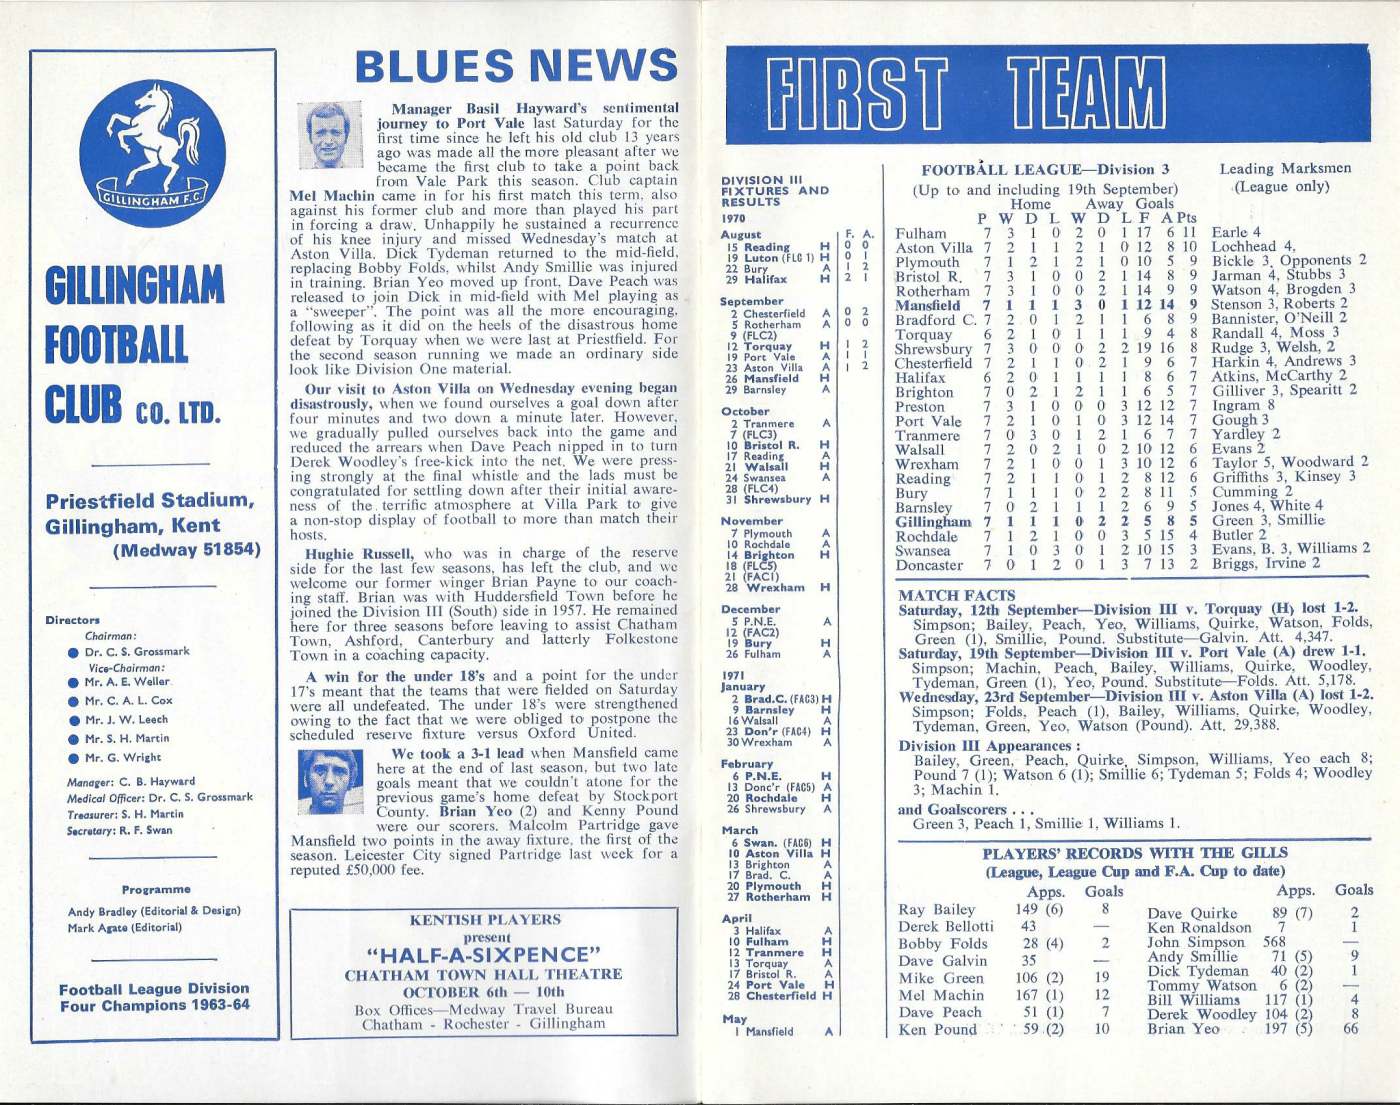 GILLINGHAM F.C.
GILLINGHAM
FOOTBALL
CLUB CO. LTD.
Priestfield Stadium,
Gillingham, Kent
(Medway 51854)
Directors
Chairman:
Dr. C. S. Grossmark
Vice-Chairman:
Mr. A. E. Weller
Mr. C. A. L. Cox
Mr. J. W. Leech
Mr. S. H. Martin
Mr. G. Wright
Manager: C. B. Hayward
Medical Officer: Dr. C. S. Grossmark
Treasurer: S. H. Martin
Secretary: R. F. Swan
Programme
Andy Bradley (Editorial & Design)
Mark Agate (Editorial)
Football League Division
Four Champions 1963-64
BLUES NEWS
Manager Basil Hayward's sentimental
journey to Port Vale last Saturday for the
first time since he left his old club 13 years
ago was made all the more pleasant after we
became the first club to take a point back
from Vale Park this season. Club captain
Mel Machin came in for his first match this term, also
against his former club and more than played his part
in forcing a draw. Unhappily he sustained a recurrence
of his knee injury and missed Wednesday's match at
Aston Villa. Dick Tydeman returned to the mid-field,
replacing Bobby Folds, whilst Andy Smillie was injured
in training. Brian Yeo moved up front, Dave Peach was
released to join Dick in mid-field with Mel playing as
a "sweeper". The point was all the more encouraging,
following as it did on the heels of the disastrous home
defeat by Torquay when we were last at Priestfield. For
the second season running we made an ordinary side
look like Division One material.
Our visit to Aston Villa on Wednesday evening began
disastrously, when we found ourselves a goal down after
four minutes and two down a minute later. However,
we gradually pulled ourselves back into the game and
reduced the arrears when Dave Peach nipped in to turn
Derek Woodley's free-kick into the net. We were press-
ing strongly at the final whistle and the lads must be
congratulated for settling down after their initial aware-
ness of the terrific atmosphere at Villa Park to give
a non-stop display of football to more than match their
hosts.
Hughie Russell, who was in charge of the reserve
side for the last few seasons, has left the club, and we
welcome our former winger Brian Payne to our coach-
ing staff. Brian was with Huddersfield Town before he
joined the Division III (South) side in 1957. He remained
here for three seasons before leaving to assist Chatham
Town, Ashford, Canterbury and latterly Folkestone
Town in a coaching capacity.
A win for the under 18's and a point for the under
17's meant that the teams that were fielded on Saturday
were all undefeated. The under 18's were strengthened
owing to the fact that we were obliged to postpone the
scheduled reserve fixture versus Oxford United.
We took a 3-1 lead when Mansfield came
here at the end of last season, but two late
goals meant that we couldn't atone for the
previous game's home defeat by Stockport
County. Brian Yeo (2) and Kenny Pound
were our scorers. Malcolm Partridge gave
Mansfield two points in the away fixture, the first of the
season. Leicester City signed Partridge last week for a
reputed £50,000 fee.
KENTISH PLAYERS
present
"HALF-A-SIXPENCE"
CHATHAM TOWN HALL THEATRE
OCTOBER 6th — 10th
Box Offices—Medway Travel Bureau
Chatham - Rochester - Gillingham
FIRST TEAM
DIVISION III
FIXTURES AND
RESULTS
1970
August F. A.
15 Reading H 0 0
19 Luton (FLC 1) H 0 1
22 Bury A 1 2
29 Halifax H 2 1
September
2 Chesterfield A 0 2
5 Rotherham A 0 0
9 (FLC2)
12 Torquay H 1 2
19 Port Vale A 1 1
23 Aston Villa A 1 2
26 Mansfield H
29 Barnsley A
October
2 Tranmere A
7 (FLC3)
10 Bristol R. H
17 Reading A
21 Walsall H
24 Swansea A
28 (FLC4)
31 Shrewsbury H
November
7 Plymouth A
10 Rochdale A
14 Brighton H
18 (FLC5)
21 (FAC1)
28 Wrexham H
December
5 P.N.E. A
12 (FAC2)
19 Bury H
26 Fulham A
1971
January
2 Brad.C. (FAC3) H
9 Barnsley H
16 Walsall A
23 Don'r (FAC4) H
30 Wrexham A
February
6 P.N.E. H
13 Donc'r (FAC5) A
20 Rochdale H
26 Shrewsbury A
March
6 Swan. (FAC6) H
10 Aston Villa H
13 Brighton A
17 Brad. C. A
20 Plymouth H
27 Rotherham H
April
3 Halifax A
10 Fulham H
12 Tranmere H
13 Torquay A
17 Bristol R. A
24 Port Vale H
28 Chesterfield H
May
1 Mansfield A
FOOTBALL LEAGUE—Division 3 Leading Marksmen
(Up to and including 19th September) (League only)
Home Away Goals
P W D L W D L F A Pts
Fulham 7 3 1 0 2 0 1 17 6 11 Earle 4
Aston Villa 7 2 1 1 2 1 0 12 8 10 Lochhead 4,
Plymouth 7 1 2 1 2 1 0 10 5 9 Bickle 3, Opponents 2
Bristol R. 7 3 1 0 0 2 1 14 8 9 Jarman 4, Stubbs 3
Rotherham 7 3 1 0 0 2 1 14 9 9 Watson 4, Brogden 3
Mansfield 7 1 1 1 3 0 1 12 14 9 Stenson 3, Roberts 2
Bradford C. 7 2 0 1 2 1 1 6 8 9 Bannister, O'Neill 2
Torquay 6 2 1 0 1 1 1 9 4 8 Randall 4, Moss 3
Shrewsbury 7 3 0 0 0 2 2 19 16 8 Rudge 3, Welsh, 2
Chesterfield 7 2 1 1 0 2 1 9 6 7 Harkin 4, Andrews 3
Halifax 6 2 0 1 1 1 1 8 6 7 Atkins, McCarthy 2
Brighton 7 0 2 1 2 1 1 6 5 7 Gilliver 3, Spearitt 2
Preston 7 3 1 0 0 0 3 12 12 7 Ingram 8
Port Vale 7 2 1 0 1 0 3 12 14 7 Gough 3
Tranmere 7 0 3 0 1 2 1 6 7 7 Yardley 2
Walsall 7 2 0 2 1 0 2 10 12 6 Evans 2
Wrexham 7 2 1 0 0 1 3 10 12 6 Taylor 5, Woodward 2
Reading 7 2 1 1 0 1 2 8 12 6 Griffiths 3, Kinsey 3
Bury 7 1 1 1 0 2 2 8 11 5 Cumming 2
Barnsley 7 0 2 1 1 1 2 6 9 5 Jones 4, White 4
Gillingham 7 1 1 1 0 2 2 5 8 5 Green 3, Smillie
Rochdale 7 1 2 1 0 0 3 5 15 4 Butler 2
Swansea 7 1 0 3 0 1 2 10 15 3 Evans, B. 3, Williams 2
Doncaster 7 0 1 2 0 1 3 7 13 2 Briggs, Irvine 2
MATCH FACTS
Saturday, 12th September—Division III v. Torquay (H) lost 1-2.
Simpson; Bailey, Peach, Yeo, Williams, Quirke, Watson, Folds,
Green (1), Smillie, Pound. Substitute—Galvin. Att. 4,347.
Saturday, 19th September—Division III v. Port Vale (A) drew 1-1.
Simpson; Machin, Peach, Bailey, Williams, Quirke, Woodley,
Tydeman, Green (1), Yeo, Pound. Substitute—Folds. Att. 5,178.
Wednesday, 23rd September—Division III v. Aston Villa (A) lost 1-2.
Simpson; Folds, Peach (1), Bailey, Williams, Quirke, Woodley,
Tydeman, Green, Yeo, Watson (Pound). Att. 29,388.
Division III Appearances :
Bailey, Green, Peach, Quirke, Simpson, Williams, Yeo each 8;
Pound 7 (1); Watson 6 (1); Smillie 6; Tydeman 5; Folds 4; Woodley
3; Machin 1.
and Goalscorers . . .
Green 3, Peach 1, Smillie 1, Williams 1.
PLAYERS' RECORDS WITH THE GILLS
(League, League Cup and F.A. Cup to date)
Apps. Goals
Ray Bailey 149 (6) 8
Derek Bellotti 43 —
Bobby Folds 28 (4) 2
Dave Galvin 35 —
Mike Green 106 (2) 19
Mel Machin 167 (1) 12
Dave Peach 51 (1) 7
Ken Pound 59 (2) 10
Apps. Goals
Dave Quirke 89 (7) 2
Ken Ronaldson 7 1
John Simpson 568 —
Andy Smillie 71 (5) 9
Dick Tydeman 40 (2) 1
Tommy Watson 6 (2) —
Bill Williams 117 (1) 4
Derek Woodley 104 (2) 8
Brian Yeo 197 (5) 66